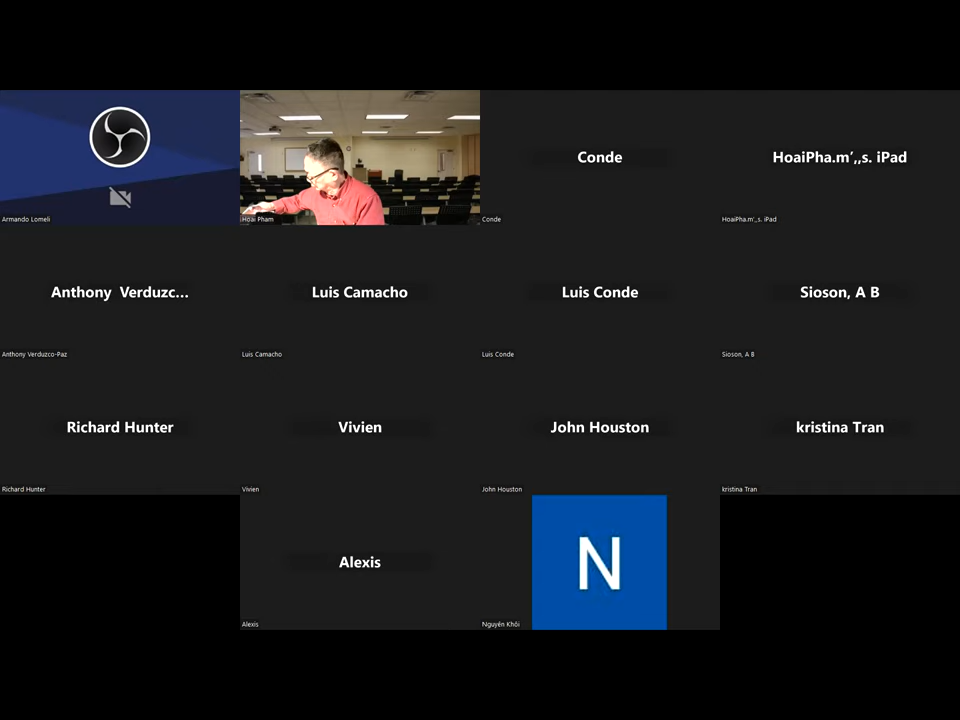 Armando Lomeli
Hoai Pham
Conde
Conde
HoaiPha.m’,,s. iPad
HoaiPha.m’,,s. iPad
Anthony Verduzc...
Anthony Verduzco-Paz
Luis Camacho
Luis Camacho
Luis Conde
Luis Conde
Sioson, A B
Sioson, A B
Richard Hunter
Richard Hunter
Vivien
Vivien
John Houston
John Houston
kristina Tran
kristina Tran
Alexis
Alexis
N
Nguyễn Khôi